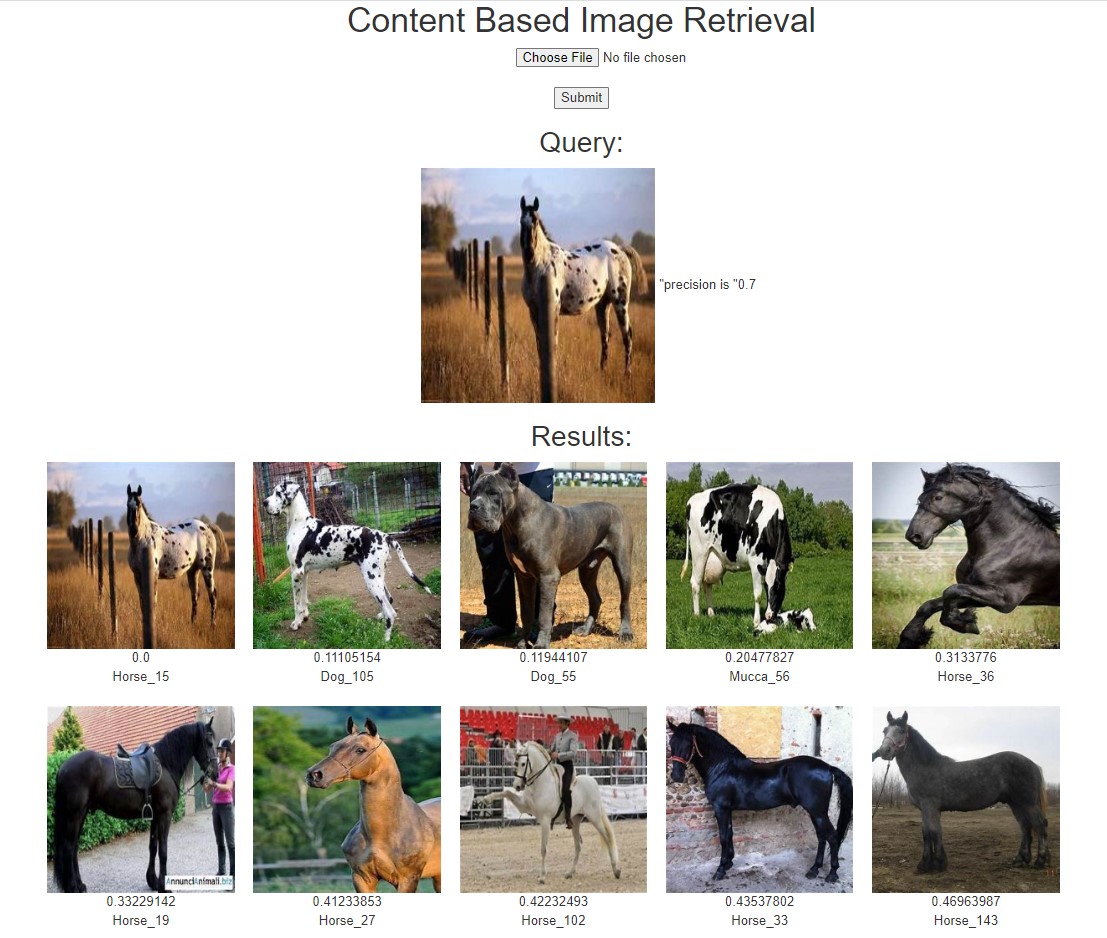 Content Based Image Retrieval
Choose File No file chosen
Submit
Query:
"precision is "0.7
Results:
0.0 0.11105154 0.11944107 0.20477827 0.3133776
Horse_15 Dog_105 Dog_55 Mucca_56 Horse_36
AnnunciAnimali.biz
0.33229142 0.41233853 0.42232493 0.43537802 0.46963987
Horse_19 Horse_27 Horse_102 Horse_33 Horse_143